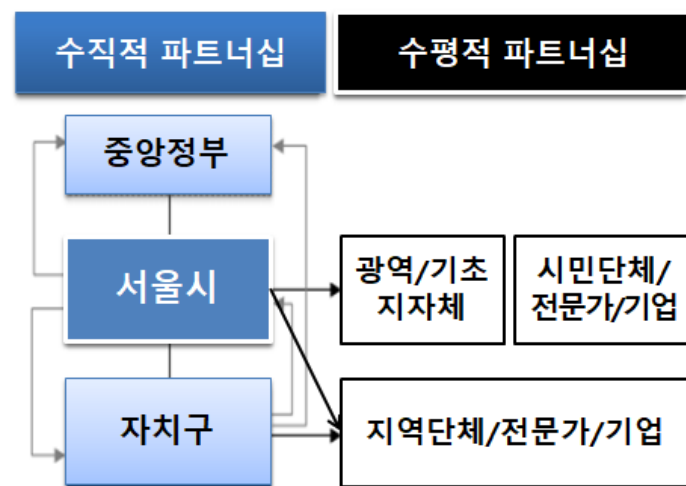 수직적 파트너십
수평적 파트너십
중앙정부
서울시
광역/기초
지자체
시민단체/
전문가/기업
자치구
지역단체/전문가/기업